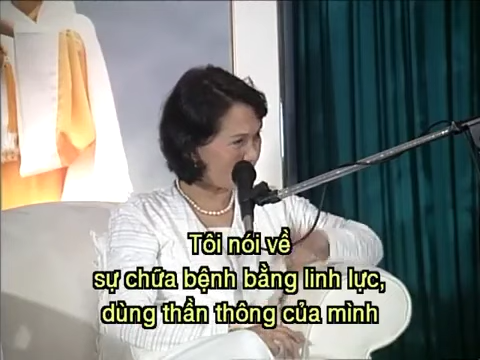 Tôi nói về
sự chữa bệnh bằng linh lực,
dùng thần thông của mình